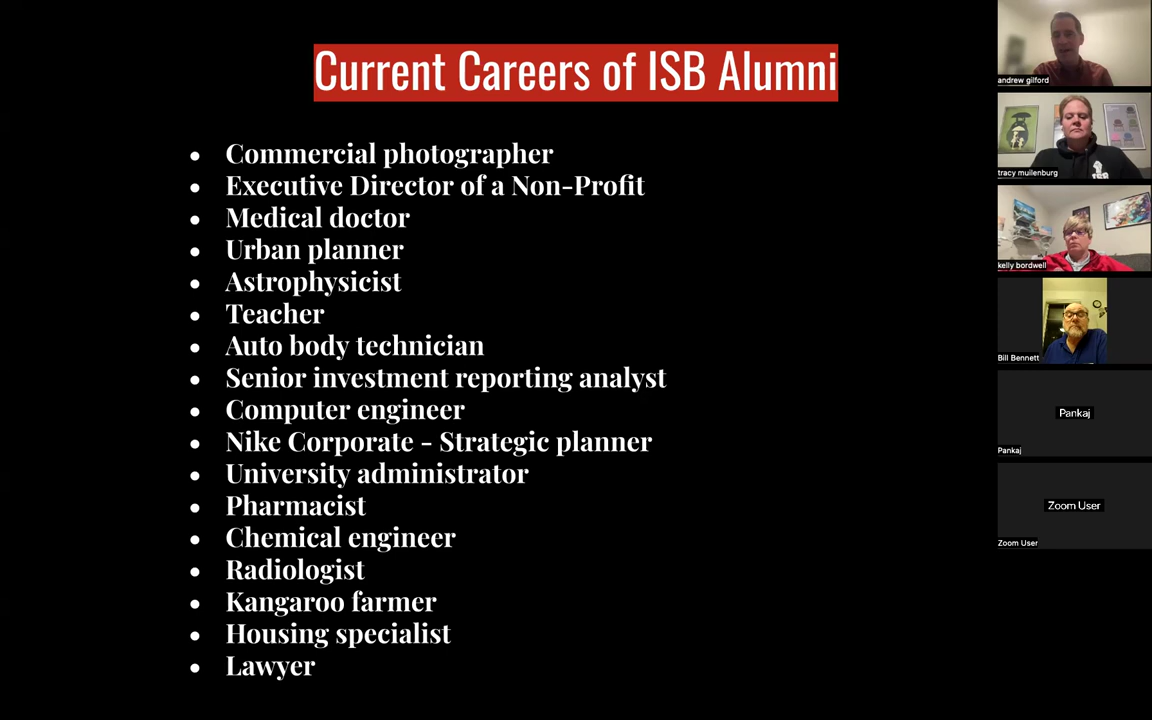 Current Careers of ISB Alumni
• Commercial photographer
• Executive Director of a Non-Profit
• Medical doctor
• Urban planner
• Astrophysicist
• Teacher
• Auto body technician
• Senior investment reporting analyst
• Computer engineer
• Nike Corporate - Strategic planner
• University administrator
• Pharmacist
• Chemical engineer
• Radiologist
• Kangaroo farmer
• Housing specialist
• Lawyer
andrew gilford
tracy muilenburg
kelly bordwell
Bill Bennett
Pankaj
Pankaj
Zoom User
Zoom User